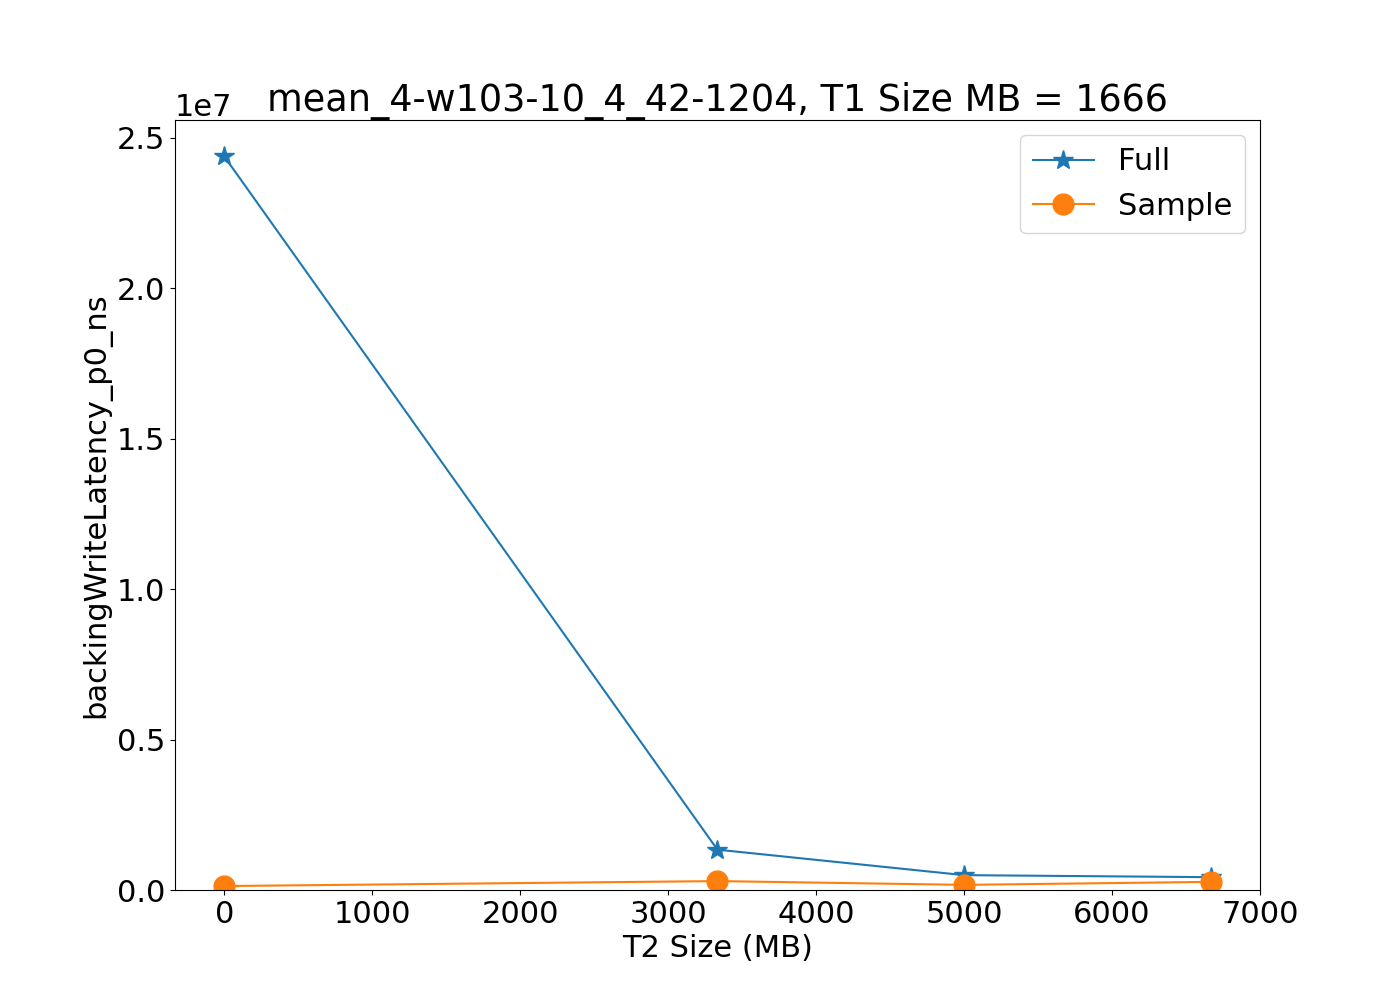 mean_4-w103-10_4_42-1204, T1 Size MB = 1666
1e7
2.5
2.0
1.5
1.0
0.5
0.0
backingWriteLatency_p0_ns
Full
Sample
0 1000 2000 3000 4000 5000 6000 7000
T2 Size (MB)